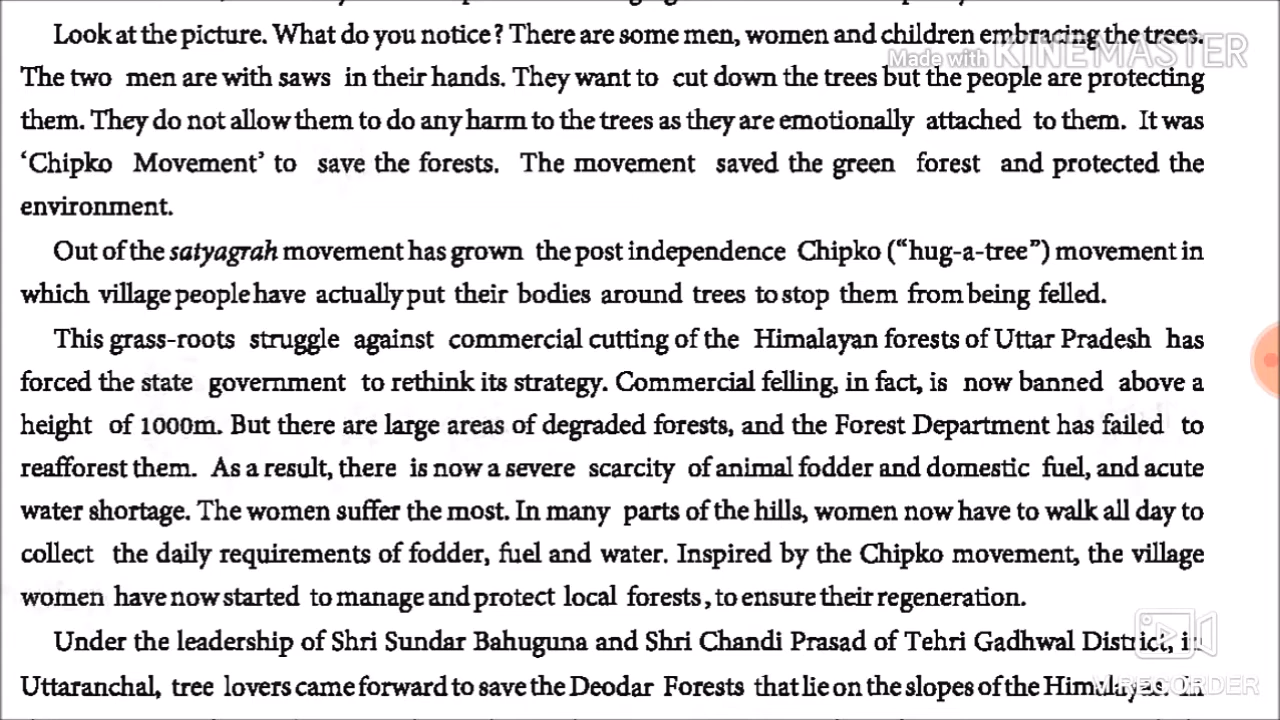 Look at the picture. What do you notice? There are some men, women and children embracing the trees.
Made with KINEMASTER
The two men are with saws in their hands. They want to cut down the trees but the people are protecting
them. They do not allow them to do any harm to the trees as they are emotionally attached to them. It was
‘Chipko Movement’ to save the forests. The movement saved the green forest and protected the
environment.
Out of the satyagrah movement has grown the post independence Chipko (“hug-a-tree”) movement in
which village people have actually put their bodies around trees to stop them from being felled.
This grass-roots struggle against commercial cutting of the Himalayan forests of Uttar Pradesh has
forced the state government to rethink its strategy. Commercial felling, in fact, is now banned above a
height of 1000m. But there are large areas of degraded forests, and the Forest Department has failed to
reafforest them. As a result, there is now a severe scarcity of animal fodder and domestic fuel, and acute
water shortage. The women suffer the most. In many parts of the hills, women now have to walk all day to
collect the daily requirements of fodder, fuel and water. Inspired by the Chipko movement, the village
women have now started to manage and protect local forests, to ensure their regeneration.
Under the leadership of Shri Sundar Bahuguna and Shri Chandi Prasad of Tehri Gadhwal District, in
Uttaranchal, tree lovers came forward to save the Deodar Forests that lie on the slopes of the Himalayas. In
V RECORDER